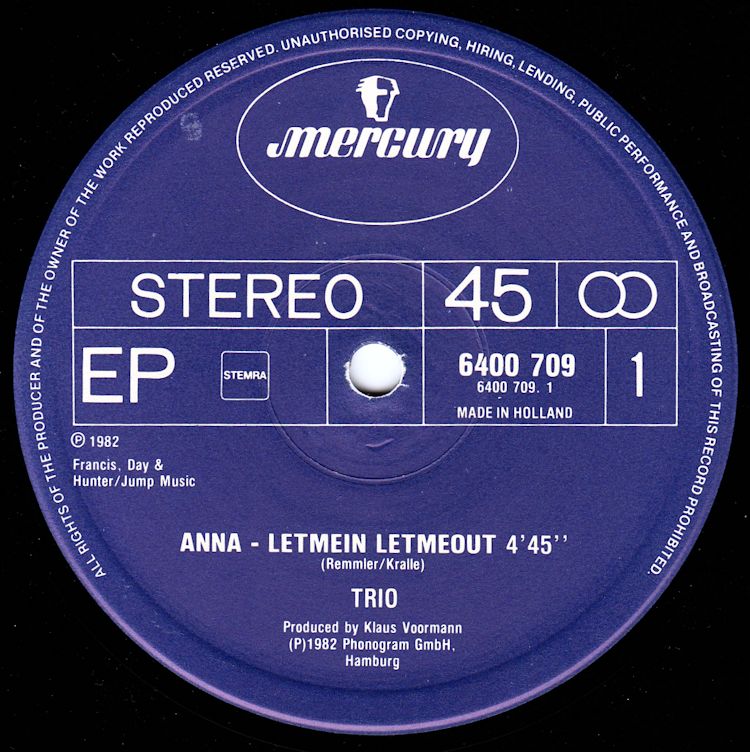 ALL RIGHTS OF THE PRODUCER AND OF THE OWNER OF THE WORK REPRODUCED RESERVED. UNAUTHORISED COPYING, HIRING, LENDING, PUBLIC PERFORMANCE AND BROADCASTING OF THIS RECORD PROHIBITED.
mercury
STEREO 45
EP STEMRA 6400 709 1
6400 709. 1
MADE IN HOLLAND
℗ 1982
Francis, Day &
Hunter/Jump Music
ANNA - LETMEIN LETMEOUT 4'45''
(Remmler/Kralle)
TRIO
Produced by Klaus Voormann
(P)1982 Phonogram GmbH,
Hamburg